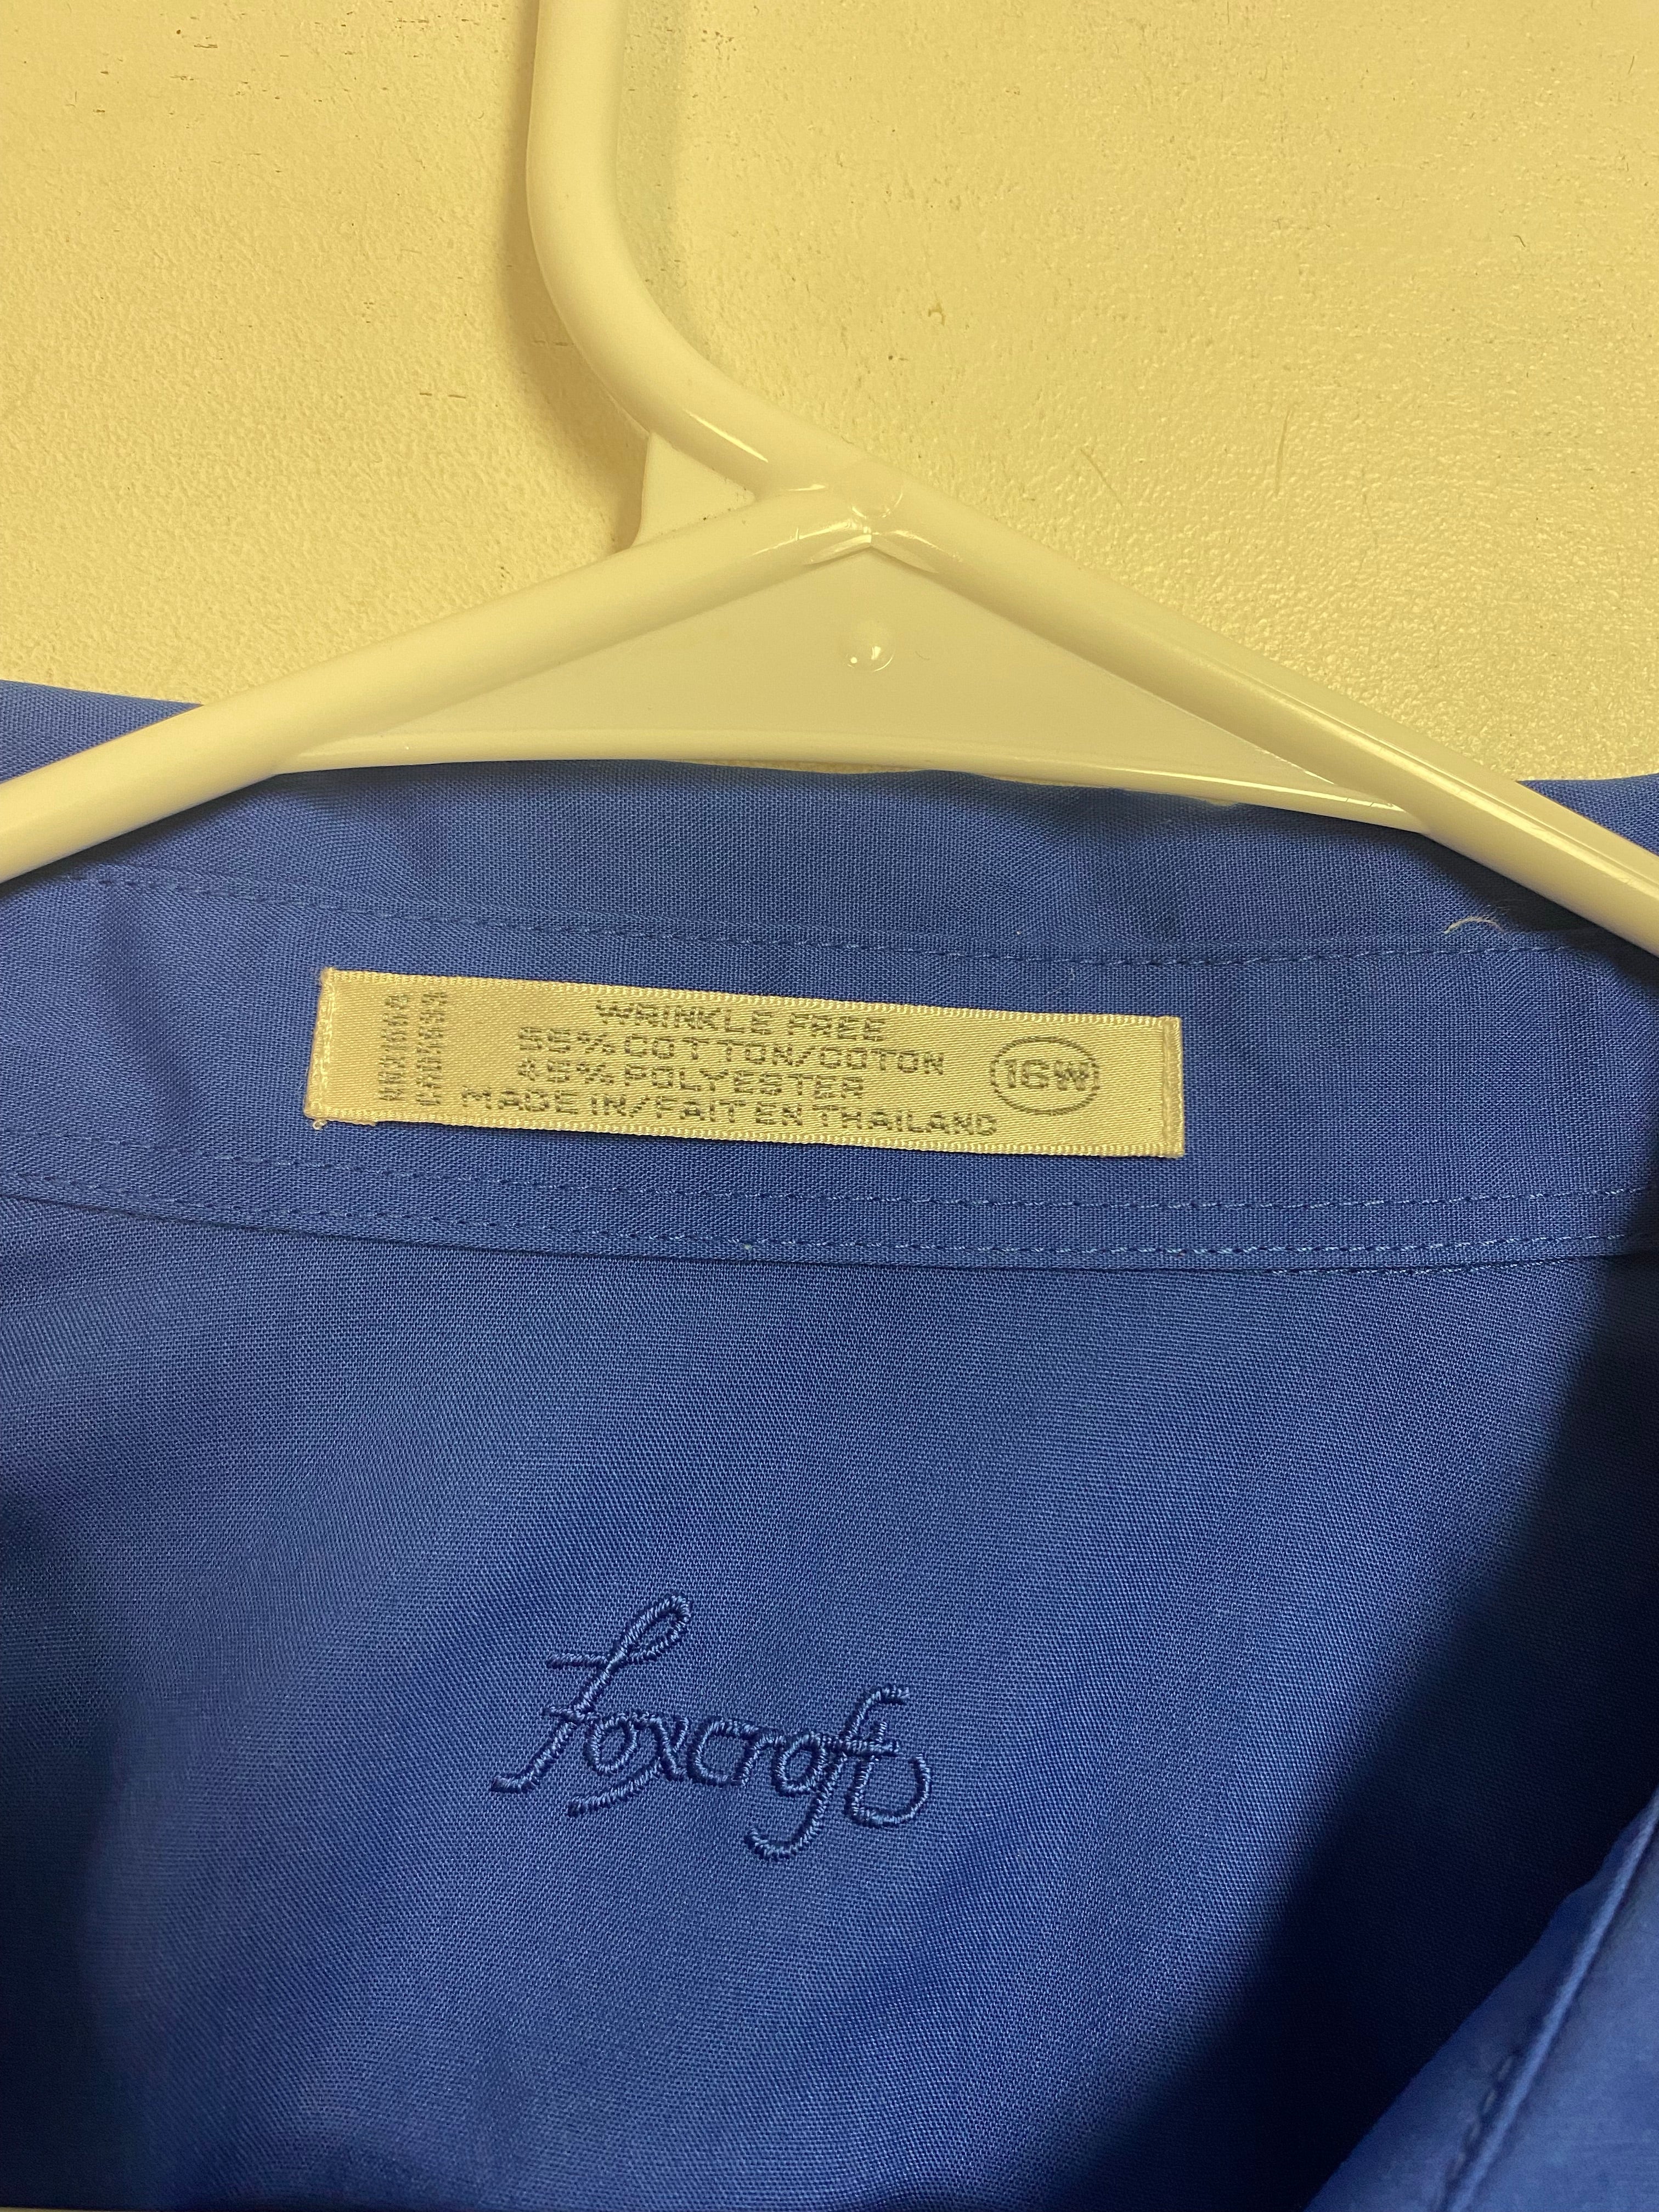 WRINKLE FREE
55% COTTON/COTON
45% POLYESTER
MADE IN/FAIT EN THAILAND
16W
foxcroft